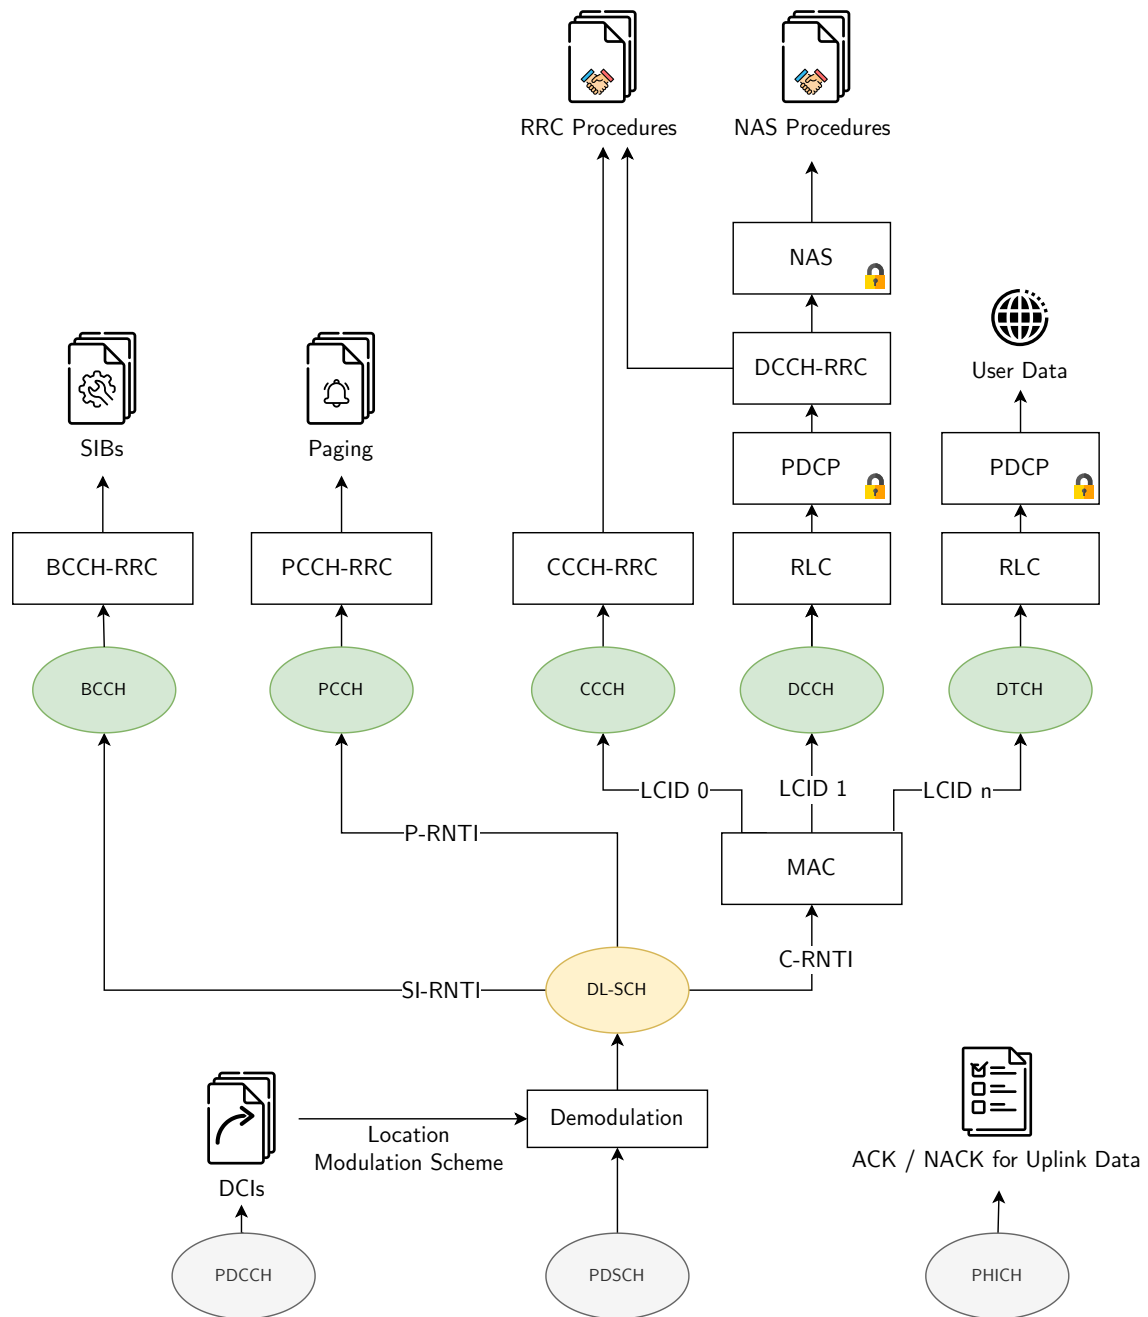 RRC Procedures
NAS Procedures
NAS
DCCH-RRC
User Data
SIBs
Paging
PDCP
PDCP
BCCH-RRC
PCCH-RRC
CCCH-RRC
RLC
RLC
BCCH
PCCH
CCCH
DCCH
DTCH
LCID 0
LCID 1
LCID n
P-RNTI
MAC
C-RNTI
SI-RNTI
DL-SCH
Demodulation
Location
Modulation Scheme
ACK / NACK for Uplink Data
DCIs
PDCCH
PDSCH
PHICH